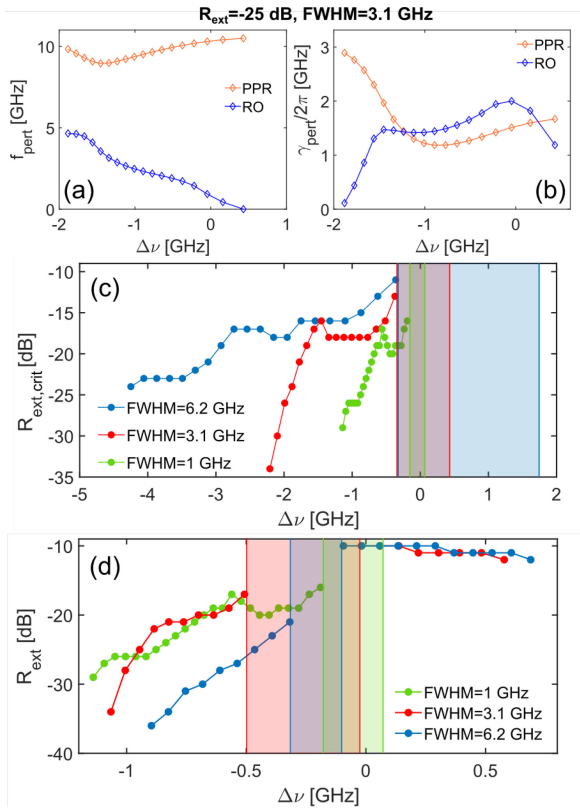 R_ext=-25 dB, FWHM=3.1 GHz
f_pert [GHz]
10
5
0
-2
-1
0
1
Δν [GHz]
PPR
RO
(a)
γ_pert/2π [GHz]
3
2
1
0
-2
-1
0
Δν [GHz]
PPR
RO
(b)
R_ext,crit [dB]
-10
-15
-20
-25
-30
-35
-5
-4
-3
-2
-1
0
1
2
Δν [GHz]
(c)
FWHM=6.2 GHz
FWHM=3.1 GHz
FWHM=1 GHz
R_ext [dB]
-10
-20
-30
-40
-1
-0.5
0
0.5
Δν [GHz]
(d)
FWHM=1 GHz
FWHM=3.1 GHz
FWHM=6.2 GHz